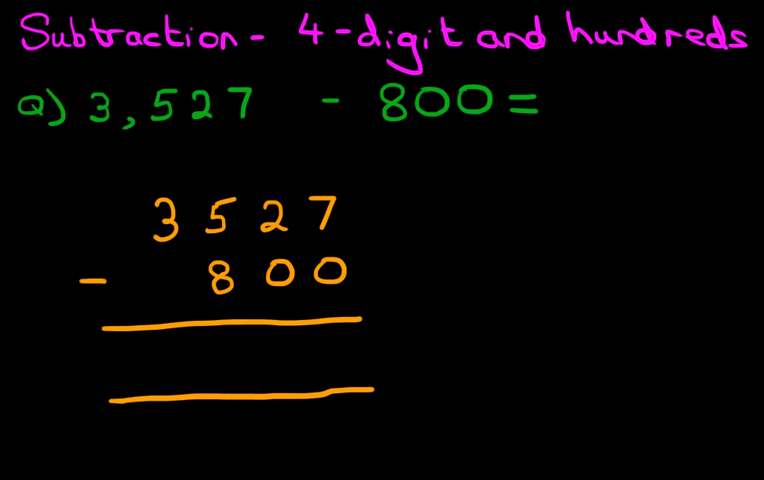 Subtraction - 4-digit and hundreds
Q) 3,527 - 800 =
3527
- 800